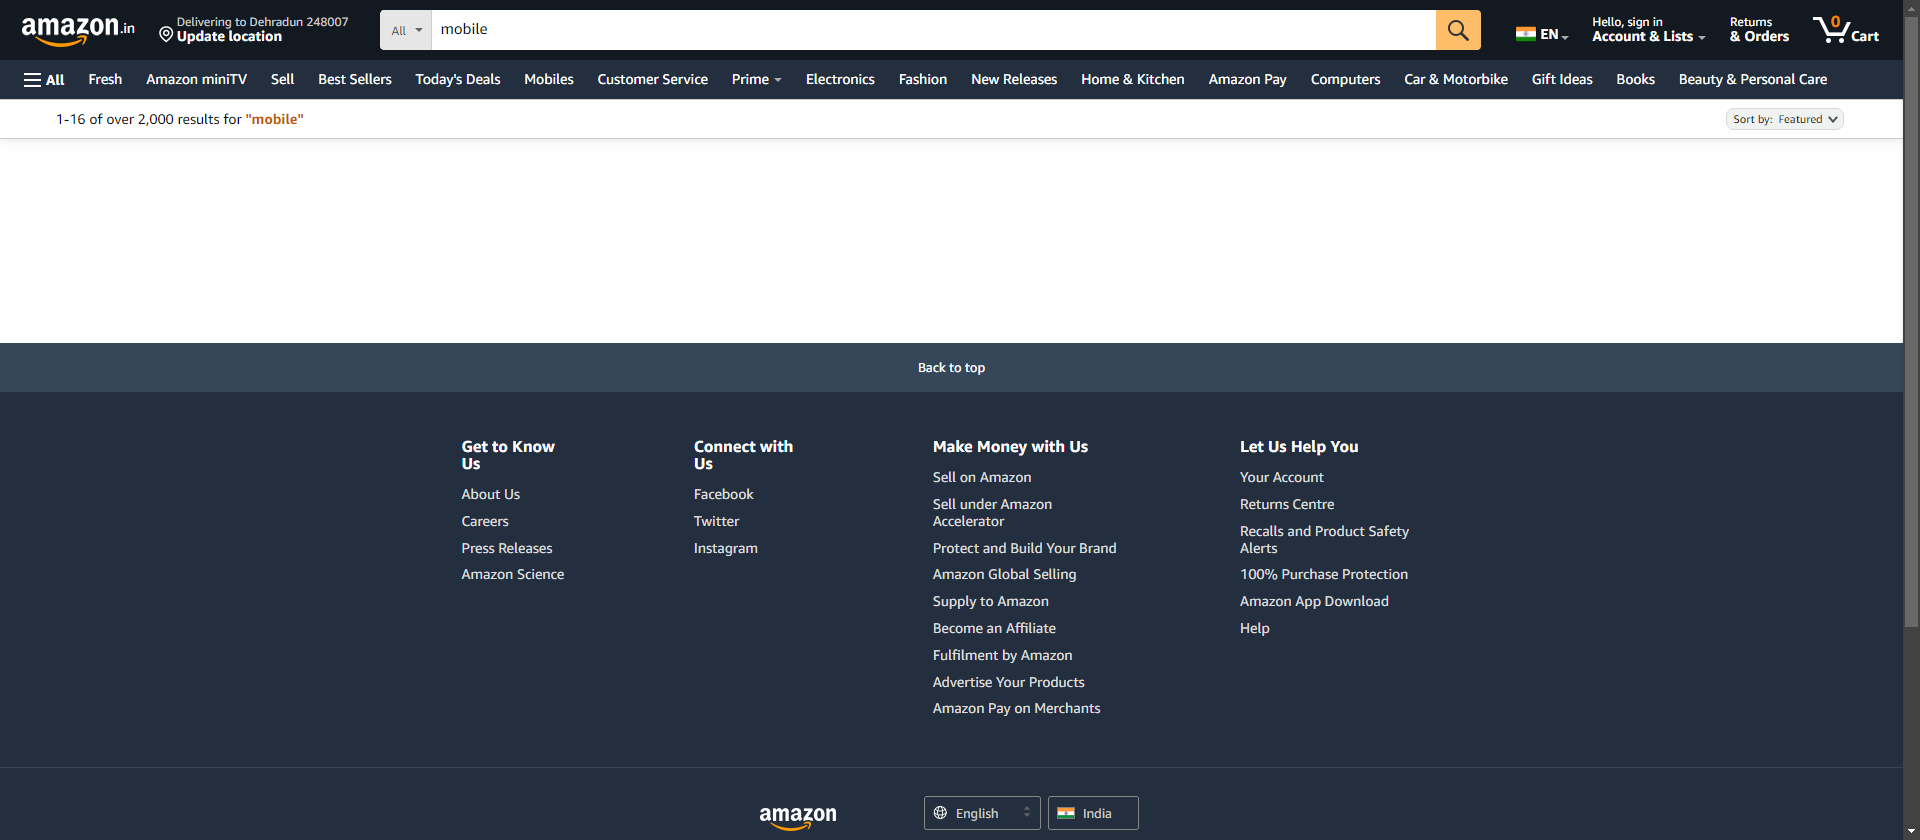 amazon.in
Delivering to Dehradun 248007
Update location
All
mobile
EN
Hello, sign in
Account & Lists
Returns
& Orders
0
Cart
All
Fresh
Amazon miniTV
Sell
Best Sellers
Today's Deals
Mobiles
Customer Service
Prime
Electronics
Fashion
New Releases
Home & Kitchen
Amazon Pay
Computers
Car & Motorbike
Gift Ideas
Books
Beauty & Personal Care
1-16 of over 2,000 results for "mobile"
Sort by: Featured
Back to top
Get to Know
Us
About Us
Careers
Press Releases
Amazon Science
Connect with
Us
Facebook
Twitter
Instagram
Make Money with Us
Sell on Amazon
Sell under Amazon
Accelerator
Protect and Build Your Brand
Amazon Global Selling
Supply to Amazon
Become an Affiliate
Fulfilment by Amazon
Advertise Your Products
Amazon Pay on Merchants
Let Us Help You
Your Account
Returns Centre
Recalls and Product Safety
Alerts
100% Purchase Protection
Amazon App Download
Help
amazon
English
India